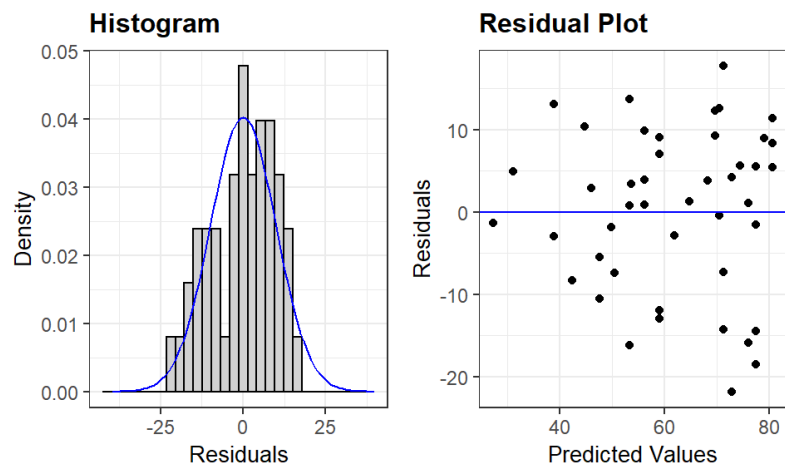 Histogram
0.05
0.04
0.03
0.02
0.01
0.00
Density
-25
0
25
Residuals
Residual Plot
10
0
-10
-20
Residuals
40
60
80
Predicted Values